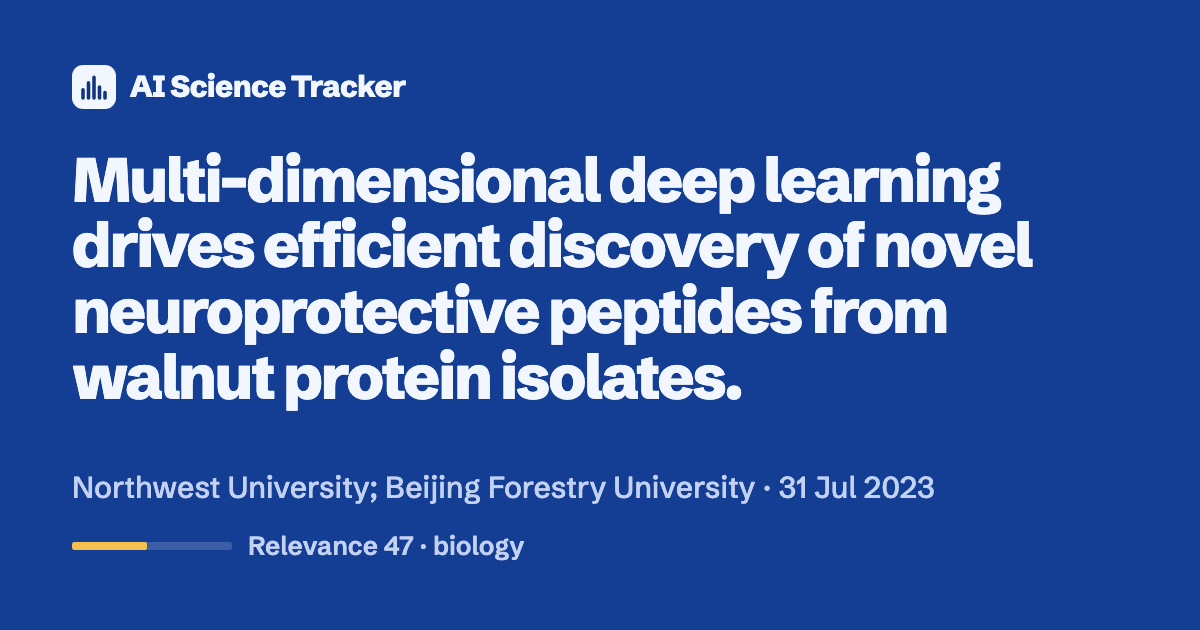 AI Science Tracker
Multi-dimensional deep learning
drives efficient discovery of novel
neuroprotective peptides from
walnut protein isolates.
Northwest University; Beijing Forestry University · 31 Jul 2023
Relevance 47 · biology